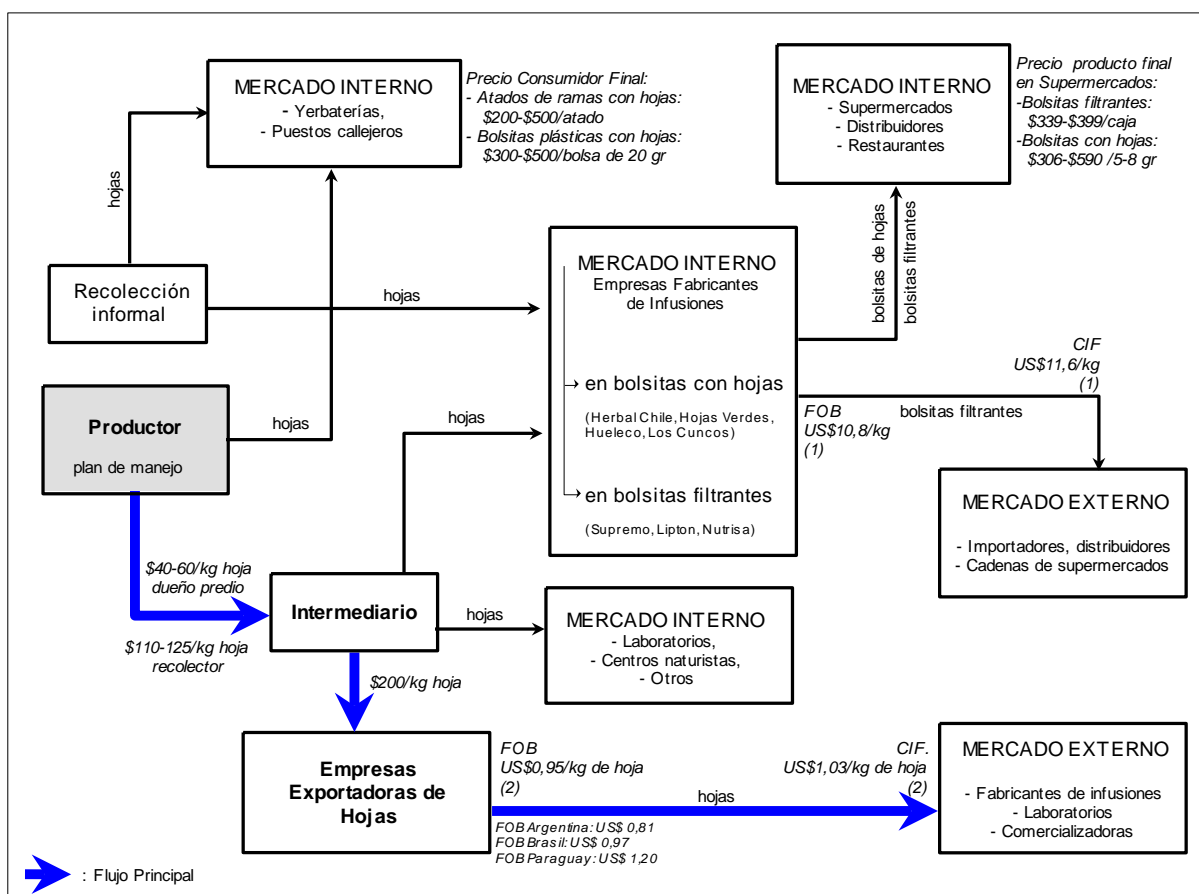 MERCADO INTERNO
- Yerbaterías,
- Puestos callejeros
Precio Consumidor Final:
- Atados de ramas con hojas:
$200-$500/atado
- Bolsitas plásticas con hojas:
$300-$500/bolsa de 20 gr
MERCADO INTERNO
- Supermercados
- Distribuidores
- Restaurantes
Precio producto final
en Supermercados:
-Bolsitas filtrantes:
$339-$399/caja
-Bolsitas con hojas:
$306-$590 /5-8 gr
hojas
hojas
bolsitas de hojas
bolsitas filtrantes
Recolección
informal
hojas
MERCADO INTERNO
Empresas Fabricantes
de Infusiones
en bolsitas con hojas
(Herbal Chile, Hojas Verdes,
Hueleco, Los Cuncos)
en bolsitas filtrantes
(Supremo, Lipton, Nutrisa)
CIF
US$11,6/kg
(1)
FOB
US$10,8/kg
(1)
bolsitas filtrantes
Productor
plan de manejo
hojas
hojas
MERCADO EXTERNO
- Importadores, distribuidores
- Cadenas de supermercados
$40-60/kg hoja
dueño predio
$110-125/kg hoja
recolector
Intermediario
hojas
MERCADO INTERNO
- Laboratorios,
- Centros naturistas,
- Otros
$200/kg hoja
Empresas
Exportadoras de
Hojas
FOB
US$0,95/kg de hoja
(2)
hojas
CIF.
US$1,03/kg de hoja
(2)
FOB Argentina: US$ 0,81
FOB Brasil: US$ 0,97
FOB Paraguay: US$ 1,20
MERCADO EXTERNO
- Fabricantes de infusiones
- Laboratorios
- Comercializadoras
: Flujo Principal